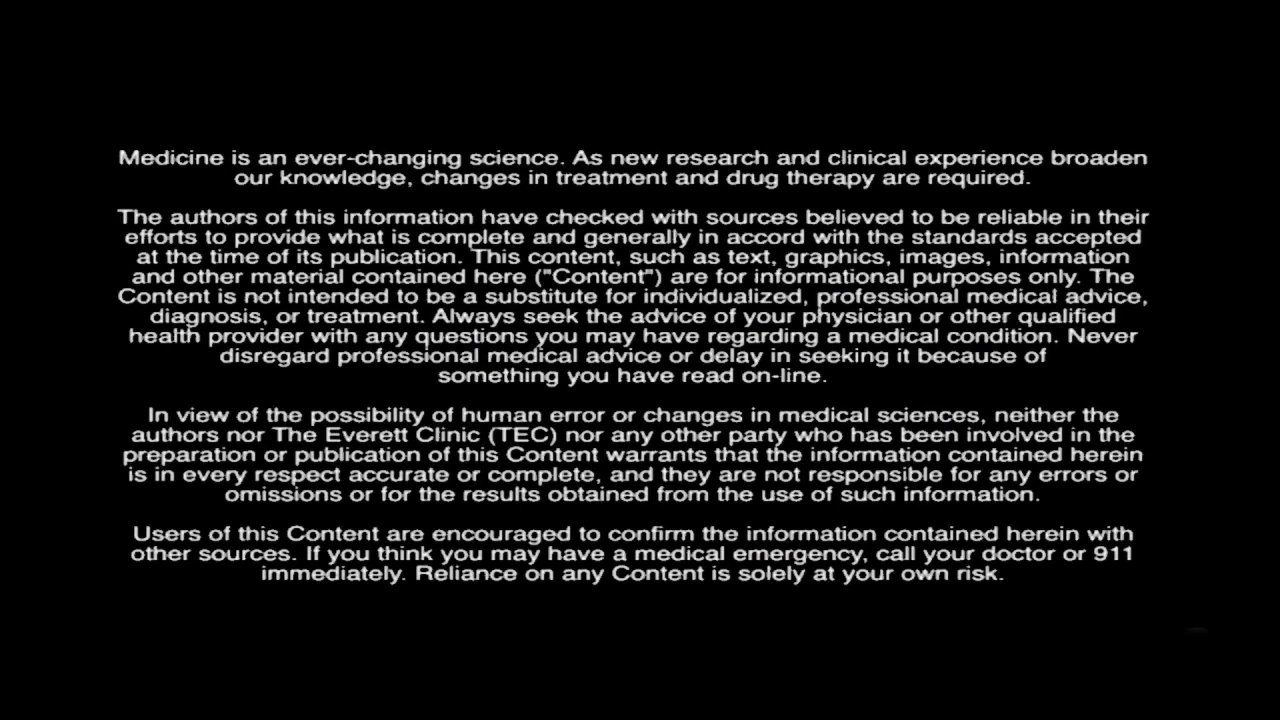 Medicine is an ever-changing science. As new research and clinical experience broaden
our knowledge, changes in treatment and drug therapy are required.
The authors of this information have checked with sources believed to be reliable in their
efforts to provide what is complete and generally in accord with the standards accepted
at the time of its publication. This content, such as text, graphics, images, information
and other material contained here ("Content") are for informational purposes only. The
Content is not intended to be a substitute for individualized, professional medical advice,
diagnosis, or treatment. Always seek the advice of your physician or other qualified
health provider with any questions you may have regarding a medical condition. Never
disregard professional medical advice or delay in seeking it because of
something you have read on-line.
In view of the possibility of human error or changes in medical sciences, neither the
authors nor The Everett Clinic (TEC) nor any other party who has been involved in the
preparation or publication of this Content warrants that the information contained herein
is in every respect accurate or complete, and they are not responsible for any errors or
omissions or for the results obtained from the use of such information.
Users of this Content are encouraged to confirm the information contained herein with
other sources. If you think you may have a medical emergency, call your doctor or 911
immediately. Reliance on any Content is solely at your own risk.